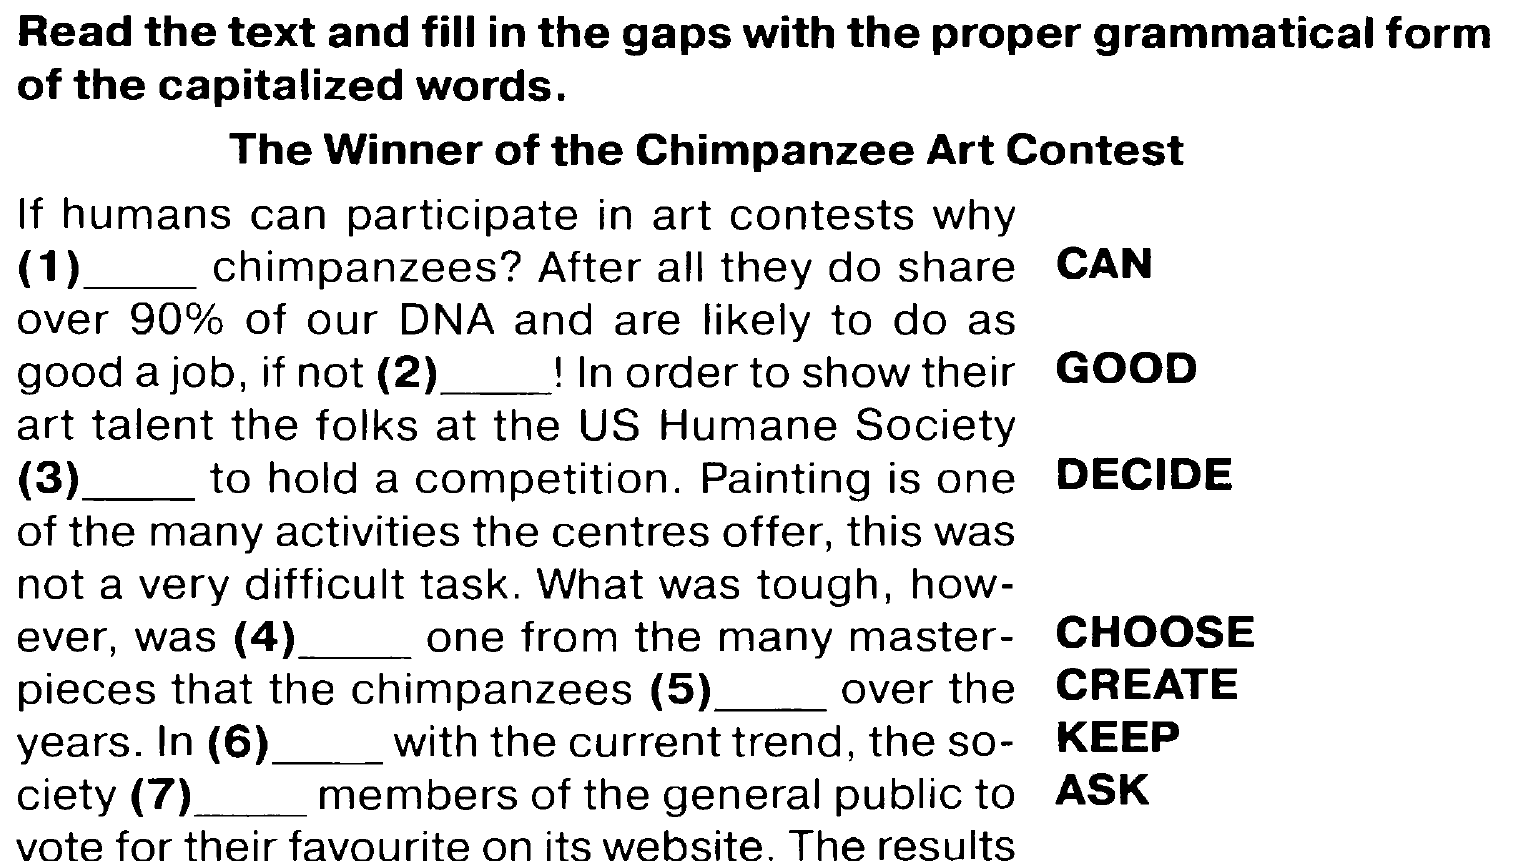 Read the text and fill in the gaps with the proper grammatical form
of the capitalized words.
The Winner of the Chimpanzee Art Contest
If humans can participate in art contests why
(1)_____ chimpanzees? After all they do share CAN
over 90% of our DNA and are likely to do as
good a job, if not (2)_____! In order to show their GOOD
art talent the folks at the US Humane Society
(3)_____ to hold a competition. Painting is one DECIDE
of the many activities the centres offer, this was
not a very difficult task. What was tough, how-
ever, was (4)_____ one from the many master- CHOOSE
pieces that the chimpanzees (5)_____ over the CREATE
years. In (6)_____ with the current trend, the so- KEEP
ciety (7)_____ members of the general public to ASK
vote for their favourite on its website. The results